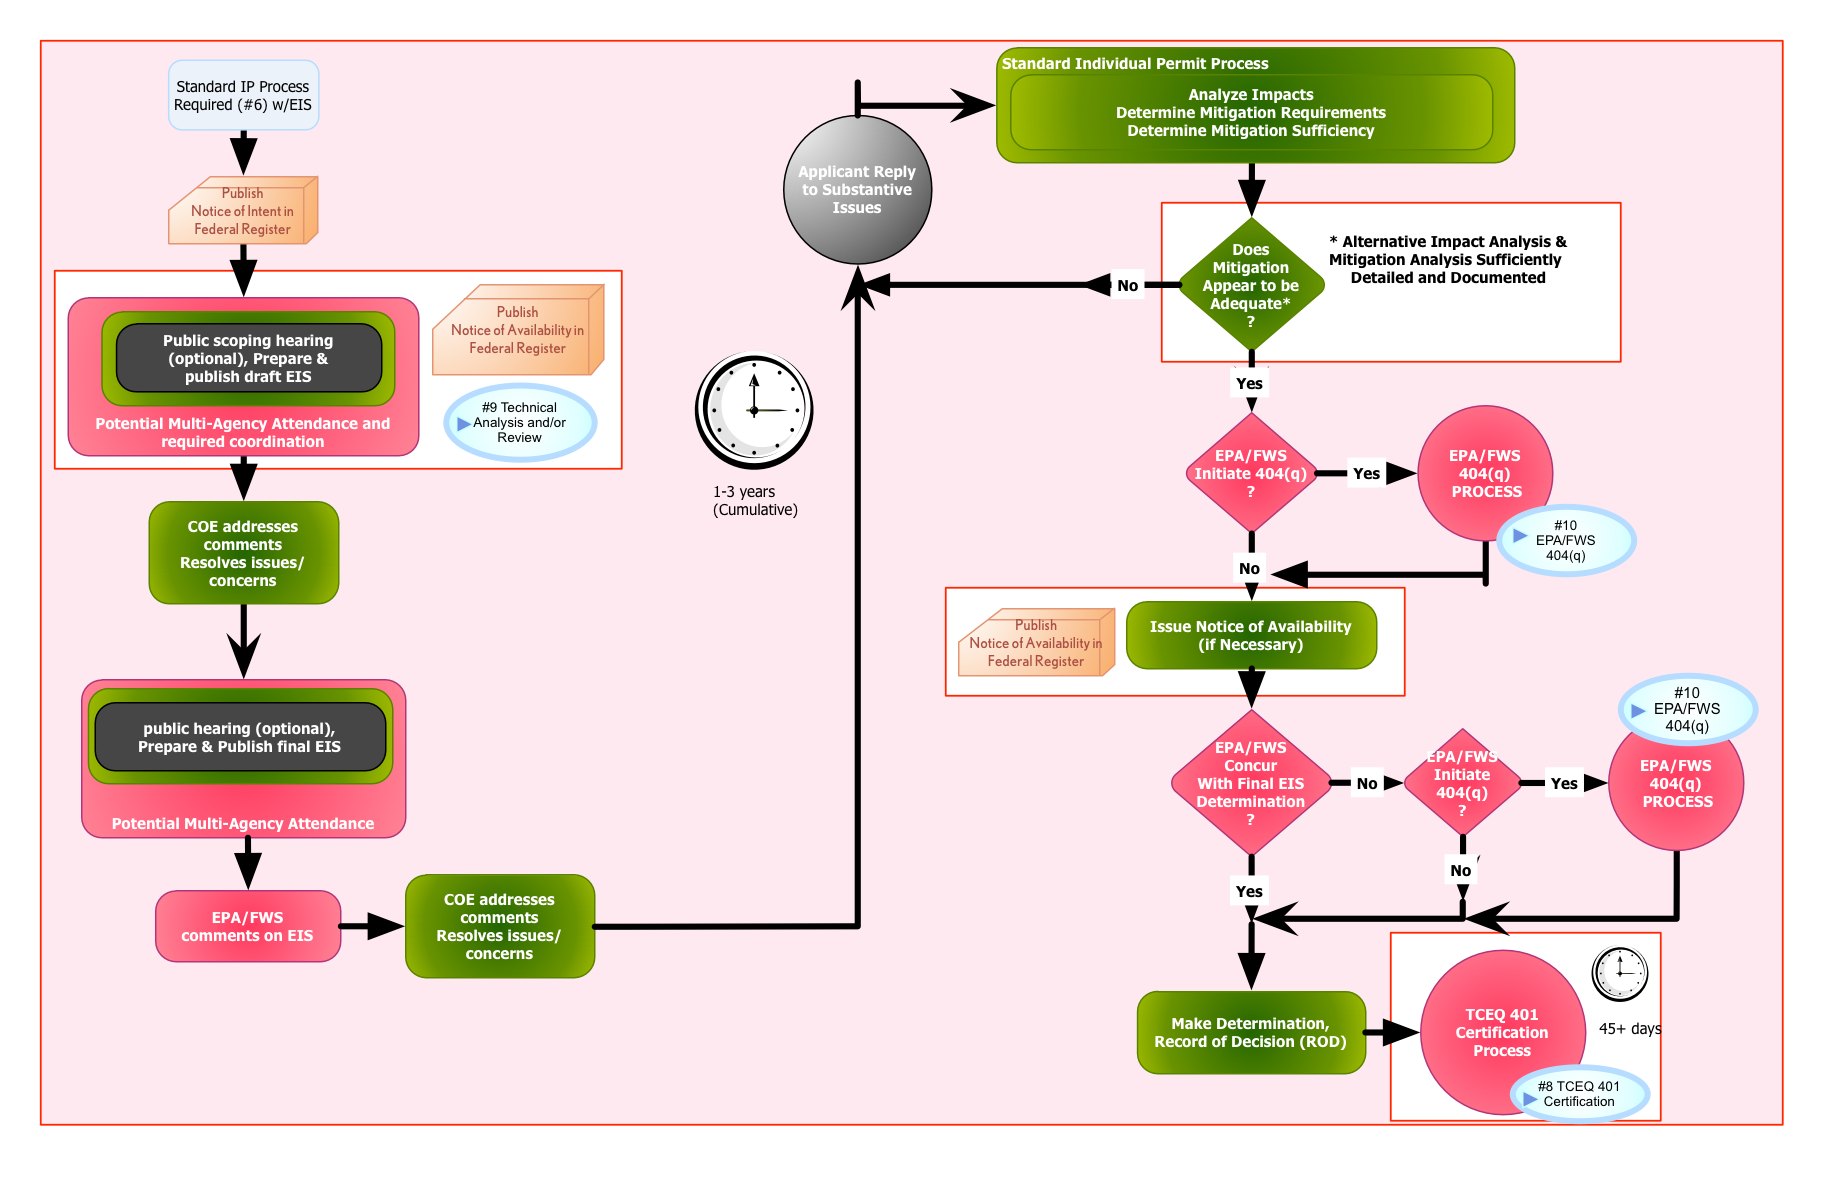 Standard IP Process
Required (#6) w/EIS
Publish
Notice of Intent in
Federal Register
Public scoping hearing
(optional), Prepare &
publish draft EIS
Potential Multi-Agency Attendance and
required coordination
Publish
Notice of Availability in
Federal Register
#9 Technical
Analysis and/or
Review
COE addresses
comments
Resolves issues/
concerns
public hearing (optional),
Prepare & Publish final EIS
Potential Multi-Agency Attendance
EPA/FWS
comments on EIS
COE addresses
comments
Resolves issues/
concerns
1-3 years
(Cumulative)
Applicant Reply
to Substantive
Issues
Standard Individual Permit Process
Analyze Impacts
Determine Mitigation Requirements
Determine Mitigation Sufficiency
Does
Mitigation
Appear to be
Adequate*
?
* Alternative Impact Analysis &
Mitigation Analysis Sufficiently
Detailed and Documented
No
Yes
EPA/FWS
Initiate 404(q)
?
Yes
EPA/FWS
404(q)
PROCESS
#10
EPA/FWS
404(q)
No
Publish
Notice of Availability in
Federal Register
Issue Notice of Availability
(if Necessary)
EPA/FWS
Concur
With Final EIS
Determination
?
No
EPA/FWS
Initiate
404(q)
?
Yes
#10
EPA/FWS
404(q)
EPA/FWS
404(q)
PROCESS
Yes
No
Make Determination,
Record of Decision (ROD)
TCEQ 401
Certification
Process
45+ days
#8 TCEQ 401
Certification